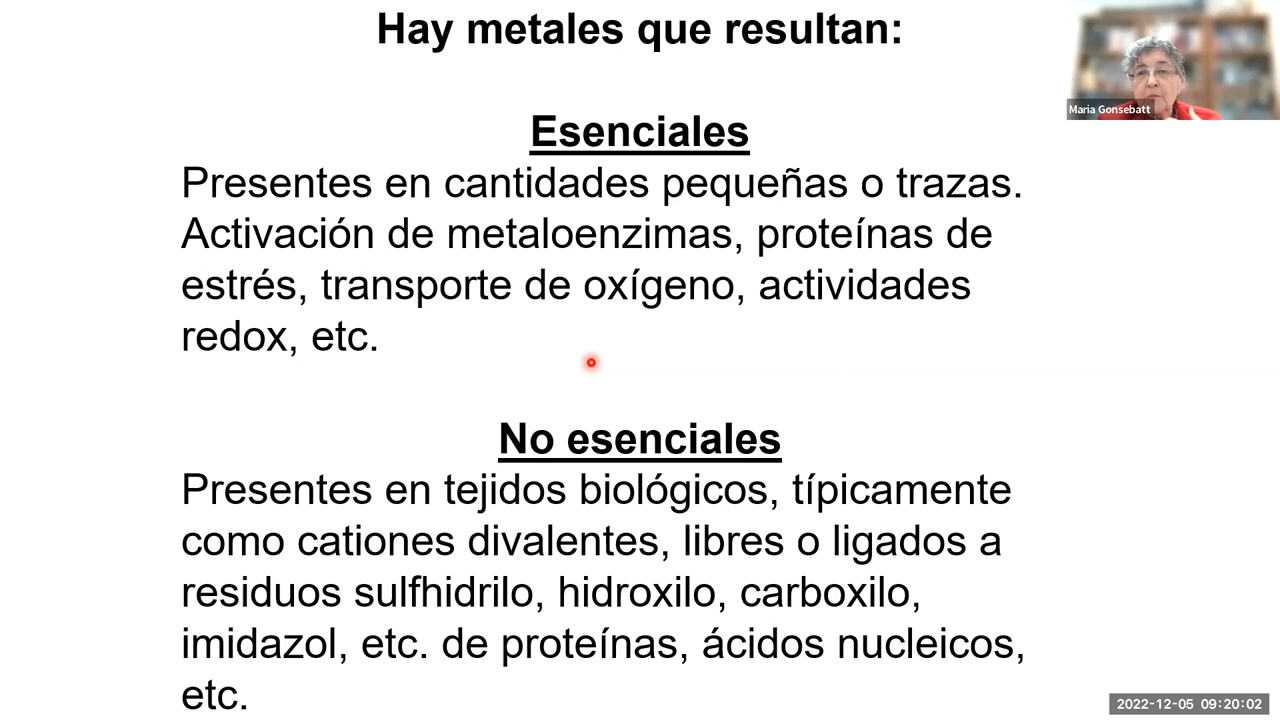 Hay metales que resultan:
Maria Gonsebatt
Esenciales
Presentes en cantidades pequeñas o trazas.
Activación de metaloenzimas, proteínas de
estrés, transporte de oxígeno, actividades
redox, etc.
No esenciales
Presentes en tejidos biológicos, típicamente
como cationes divalentes, libres o ligados a
residuos sulfhidrilo, hidroxilo, carboxilo,
imidazol, etc. de proteínas, ácidos nucleicos,
etc.
2022-12-05 09:20:02